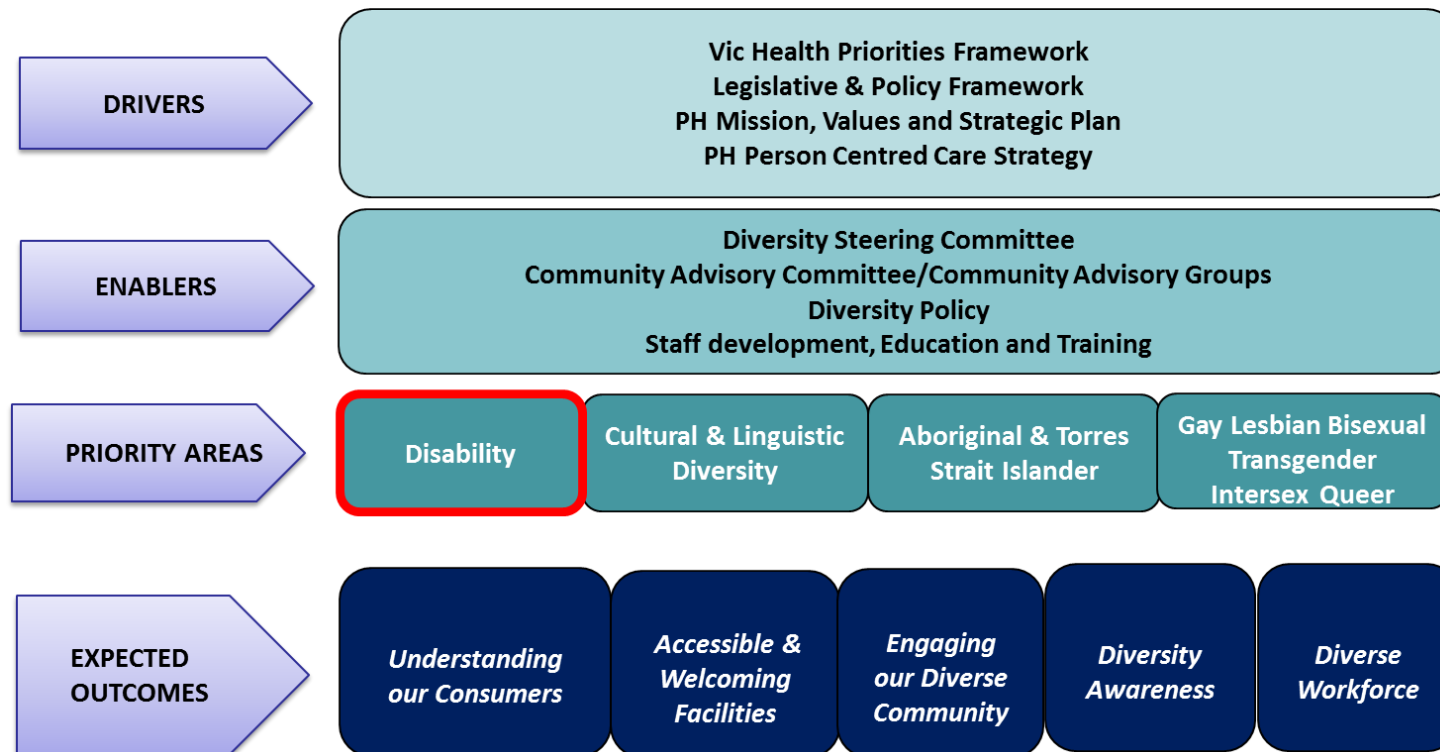 DRIVERS
Vic Health Priorities Framework
Legislative & Policy Framework
PH Mission, Values and Strategic Plan
PH Person Centred Care Strategy
ENABLERS
Diversity Steering Committee
Community Advisory Committee/Community Advisory Groups
Diversity Policy
Staff development, Education and Training
PRIORITY AREAS
Disability
Cultural & Linguistic
Diversity
Aboriginal & Torres
Strait Islander
Gay Lesbian Bisexual
Transgender
Intersex Queer
EXPECTED
OUTCOMES
Understanding
our Consumers
Accessible &
Welcoming
Facilities
Engaging
our Diverse
Community
Diversity
Awareness
Diverse
Workforce